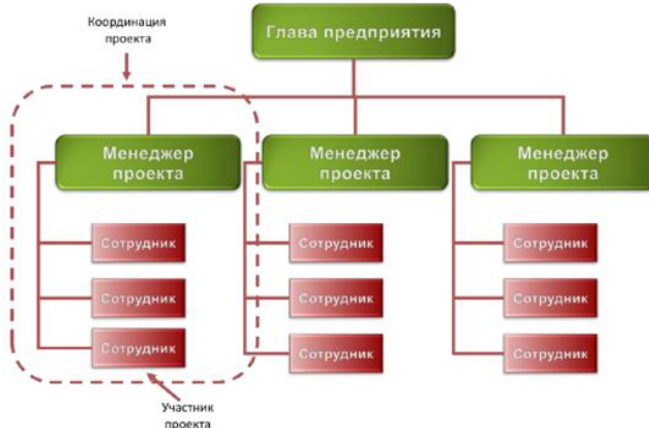 Координация
проекта
Глава предприятия
Менеджер
проекта
Менеджер
проекта
Менеджер
проекта
Сотрудник
Сотрудник
Сотрудник
Сотрудник
Сотрудник
Сотрудник
Сотрудник
Сотрудник
Сотрудник
Участник
проекта